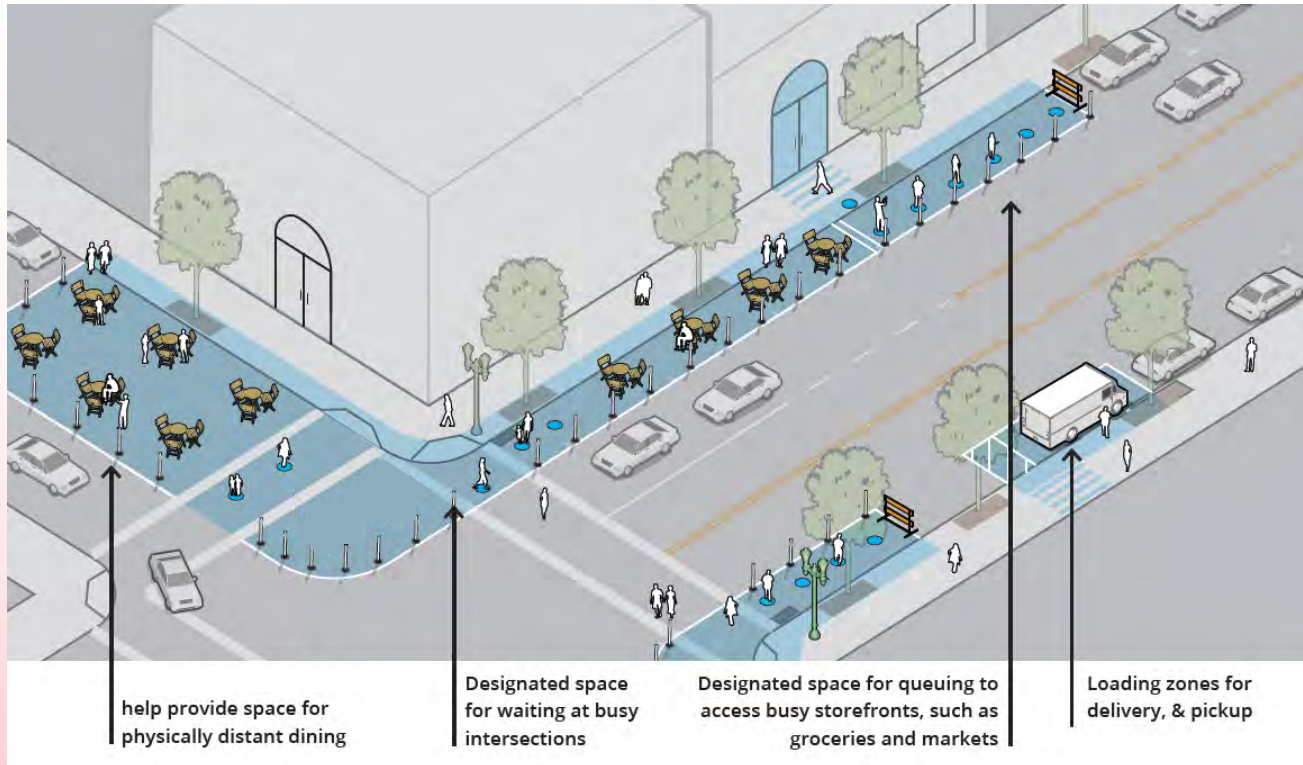 help provide space for
physically distant dining
Designated space
for waiting at busy
intersections
Designated space for queuing to
access busy storefronts, such as
groceries and markets
Loading zones for
delivery, & pickup